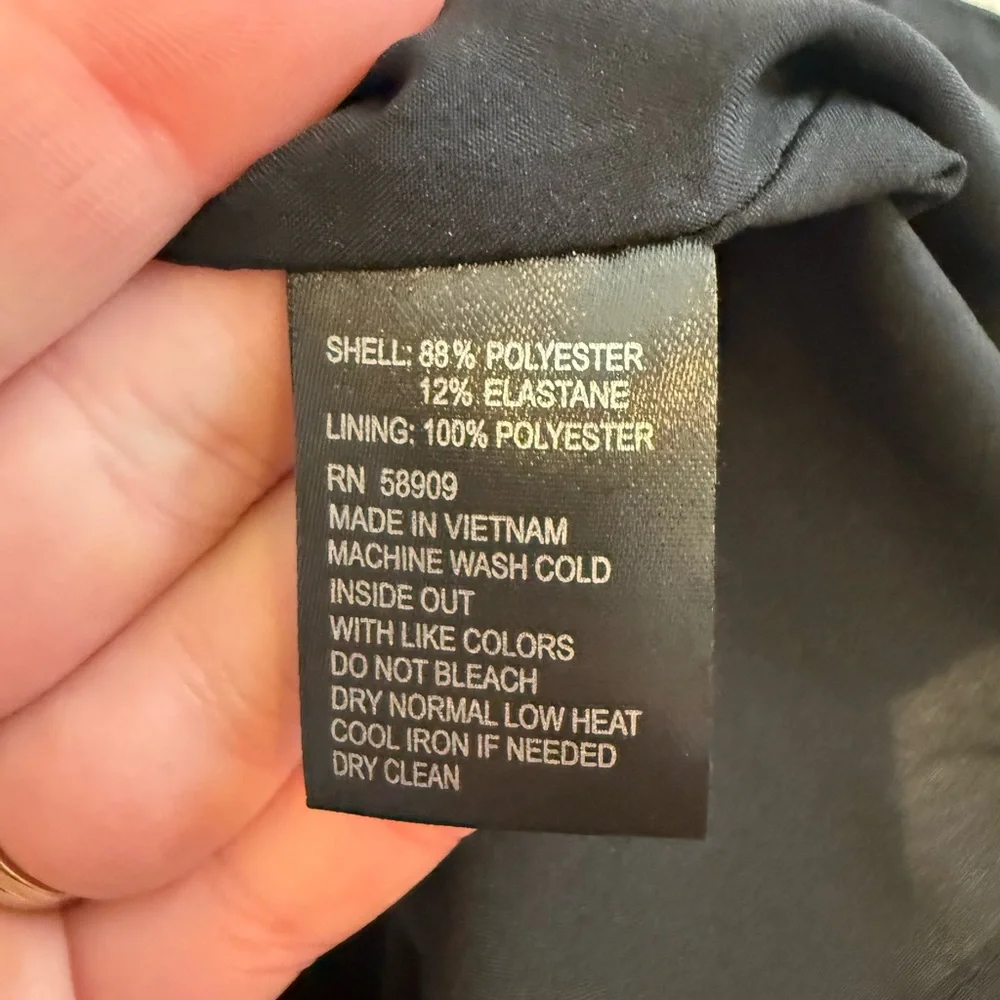 SHELL: 88% POLYESTER
12% ELASTANE
LINING: 100% POLYESTER
RN 58909
MADE IN VIETNAM
MACHINE WASH COLD
INSIDE OUT
WITH LIKE COLORS
DO NOT BLEACH
DRY NORMAL LOW HEAT
COOL IRON IF NEEDED
DRY CLEAN